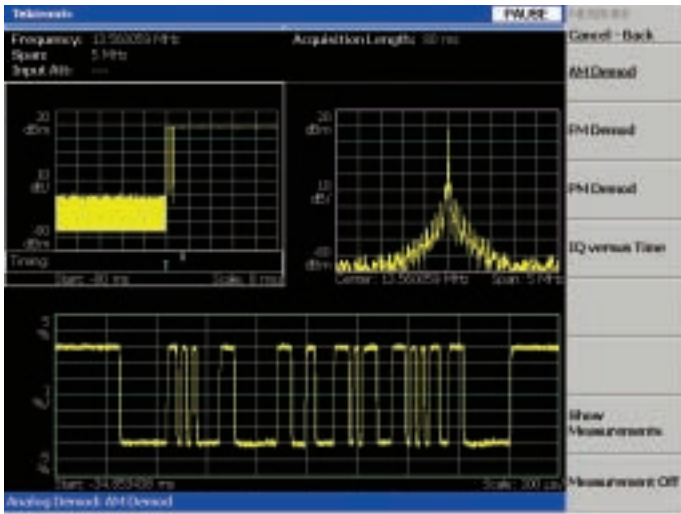 Tektronix PAUSE
MEASURE
Cancel - Back
Frequency: 13.560059 MHz
Acquisition Length: 80 ms
Span: 5 MHz
Input Att: ---
AM Demod
FM Demod
PM Demod
IQ versus Time
Show
Measurements
Measurement Off
20
dBm
10
dB/
-80
dBm
Timing:
Start: -80 ms Scale: 8 ms/
20
dBm
10
dB/
-80
dBm
Center: 13.560059 MHz Span: 5 MHz
Start: -34.853438 ms Scale: 100 µs/
Analog Demod: AM Demod